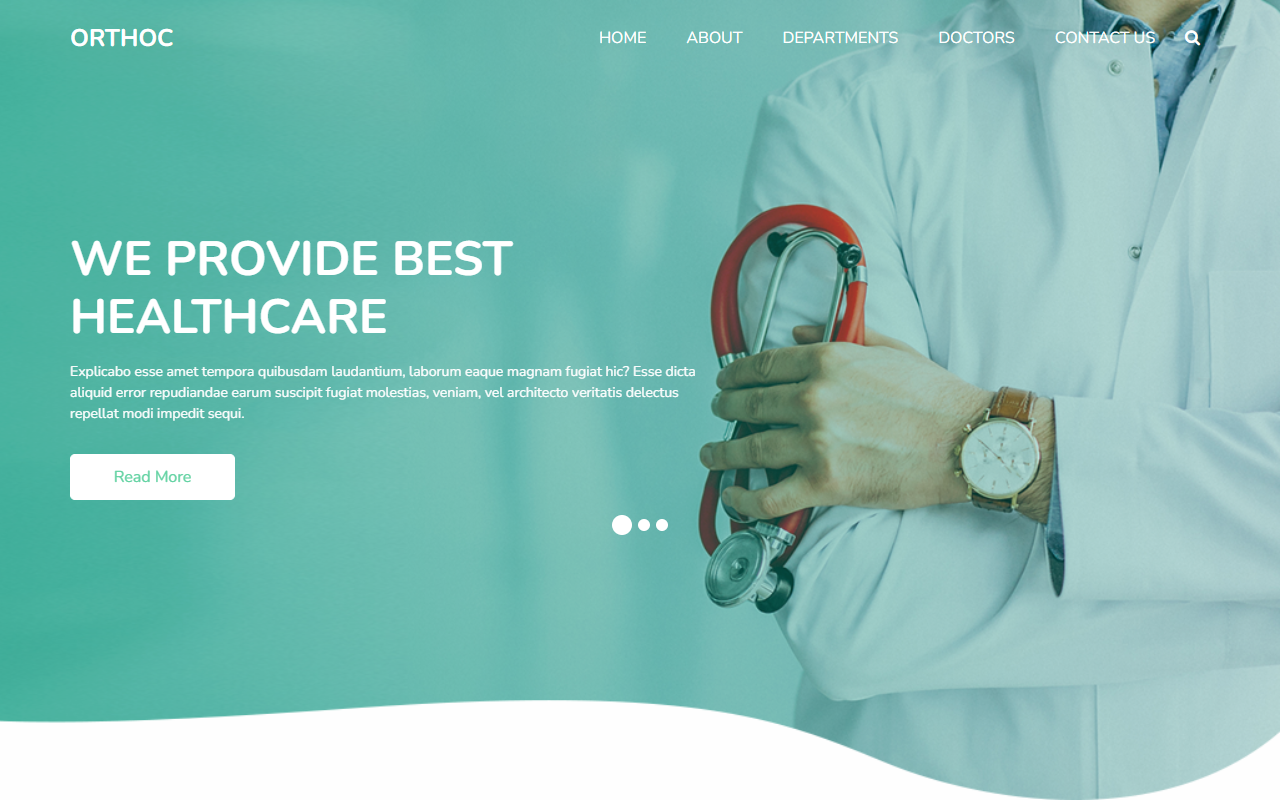 ORTHOC
HOME ABOUT DEPARTMENTS DOCTORS CONTACT US
WE PROVIDE BEST
HEALTHCARE
Explicabo esse amet tempora quibusdam laudantium, laborum eaque magnam fugiat hic? Esse dicta
aliquid error repudiandae earum suscipit fugiat molestias, veniam, vel architecto veritatis delectus
repellat modi impedit sequi.
Read More